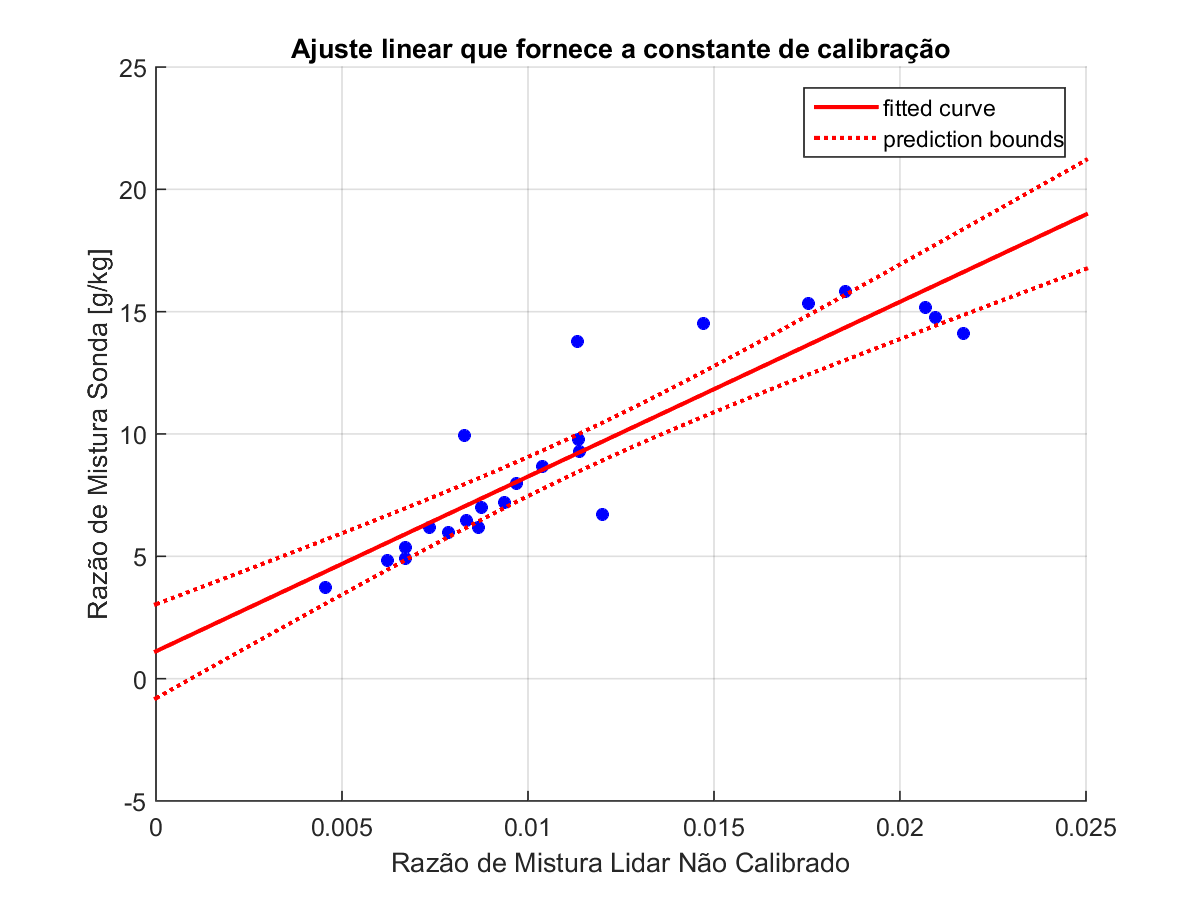 Ajuste linear que fornece a constante de calibração
fitted curve
prediction bounds
25
20
15
10
5
0
-5
0
0.005
0.01
0.015
0.02
0.025
Razão de Mistura Sonda [g/kg]
Razão de Mistura Lidar Não Calibrado